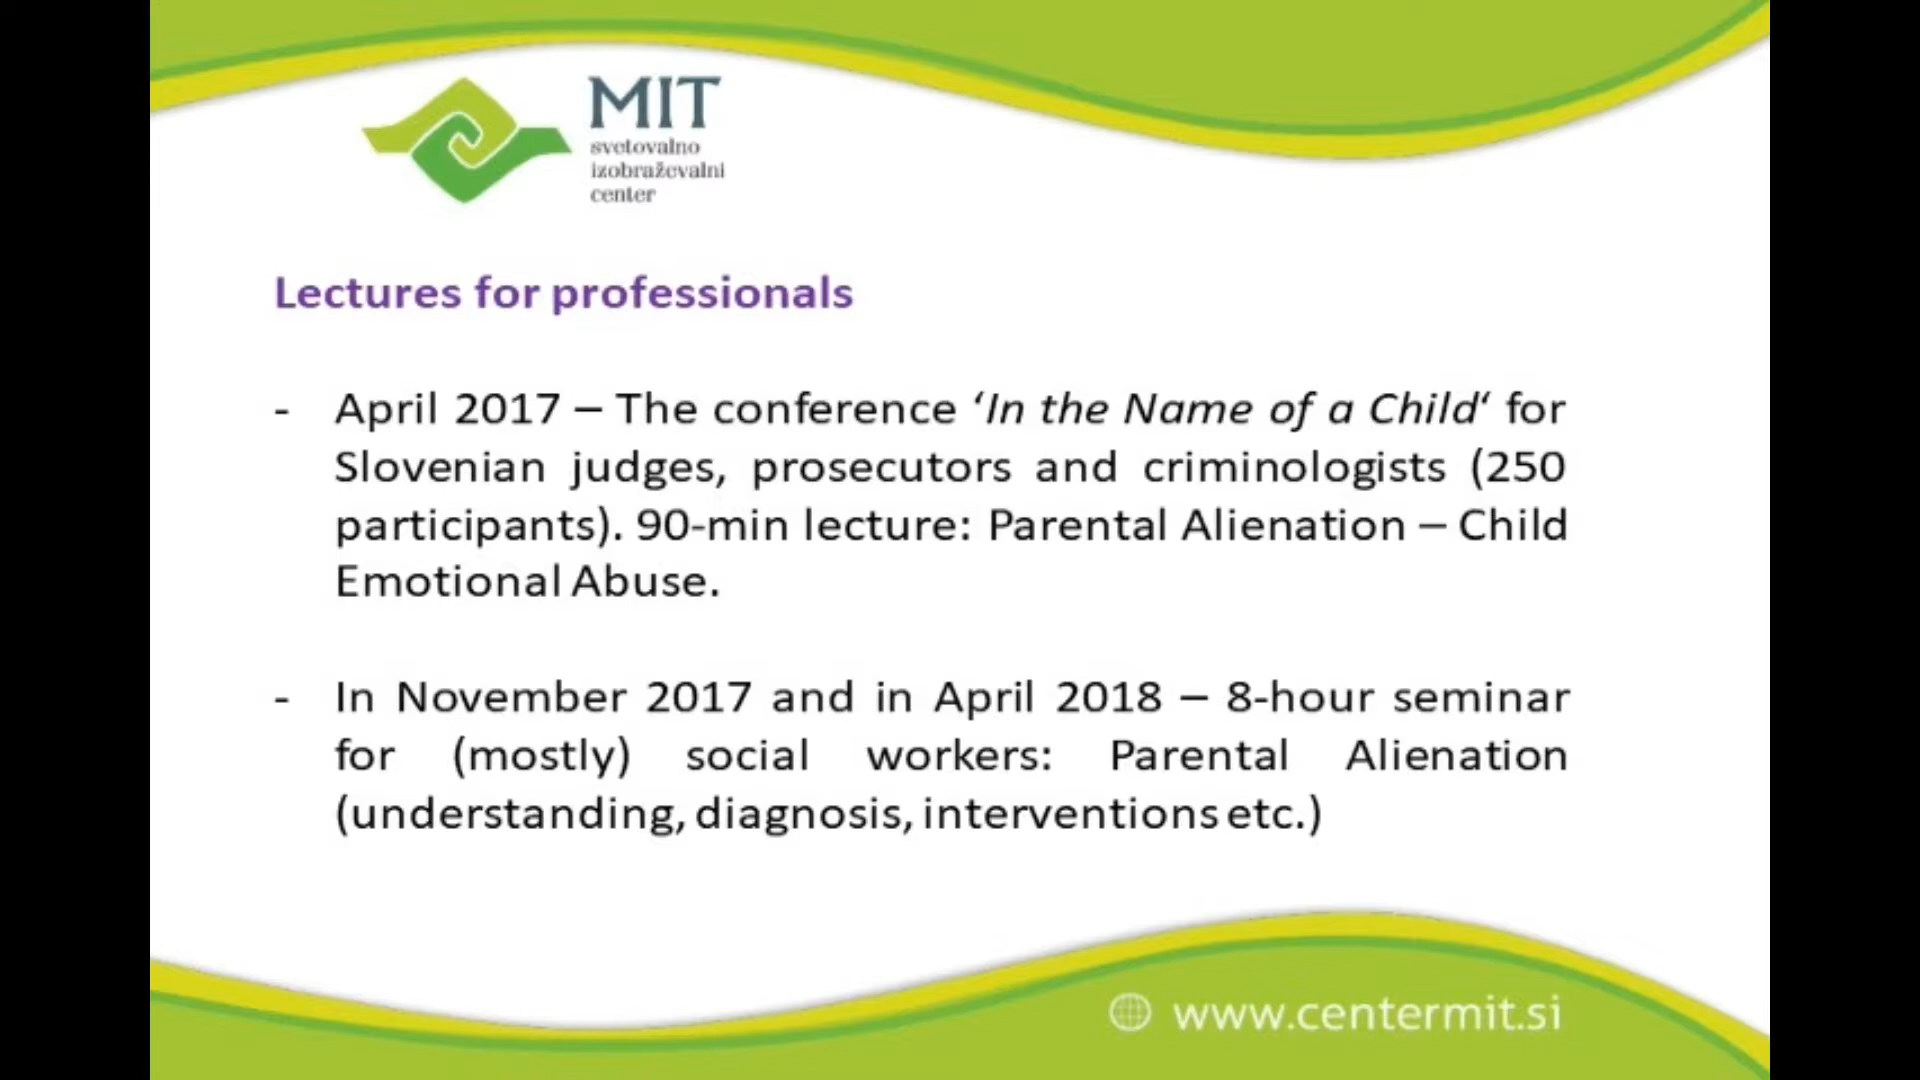 MIT
svetovalno
izobraževalni
center
Lectures for professionals
- April 2017 – The conference ‘In the Name of a Child‘ for
Slovenian judges, prosecutors and criminologists (250
participants). 90-min lecture: Parental Alienation – Child
Emotional Abuse.
- In November 2017 and in April 2018 – 8-hour seminar
for (mostly) social workers: Parental Alienation
(understanding, diagnosis, interventions etc.)
www.centermit.si